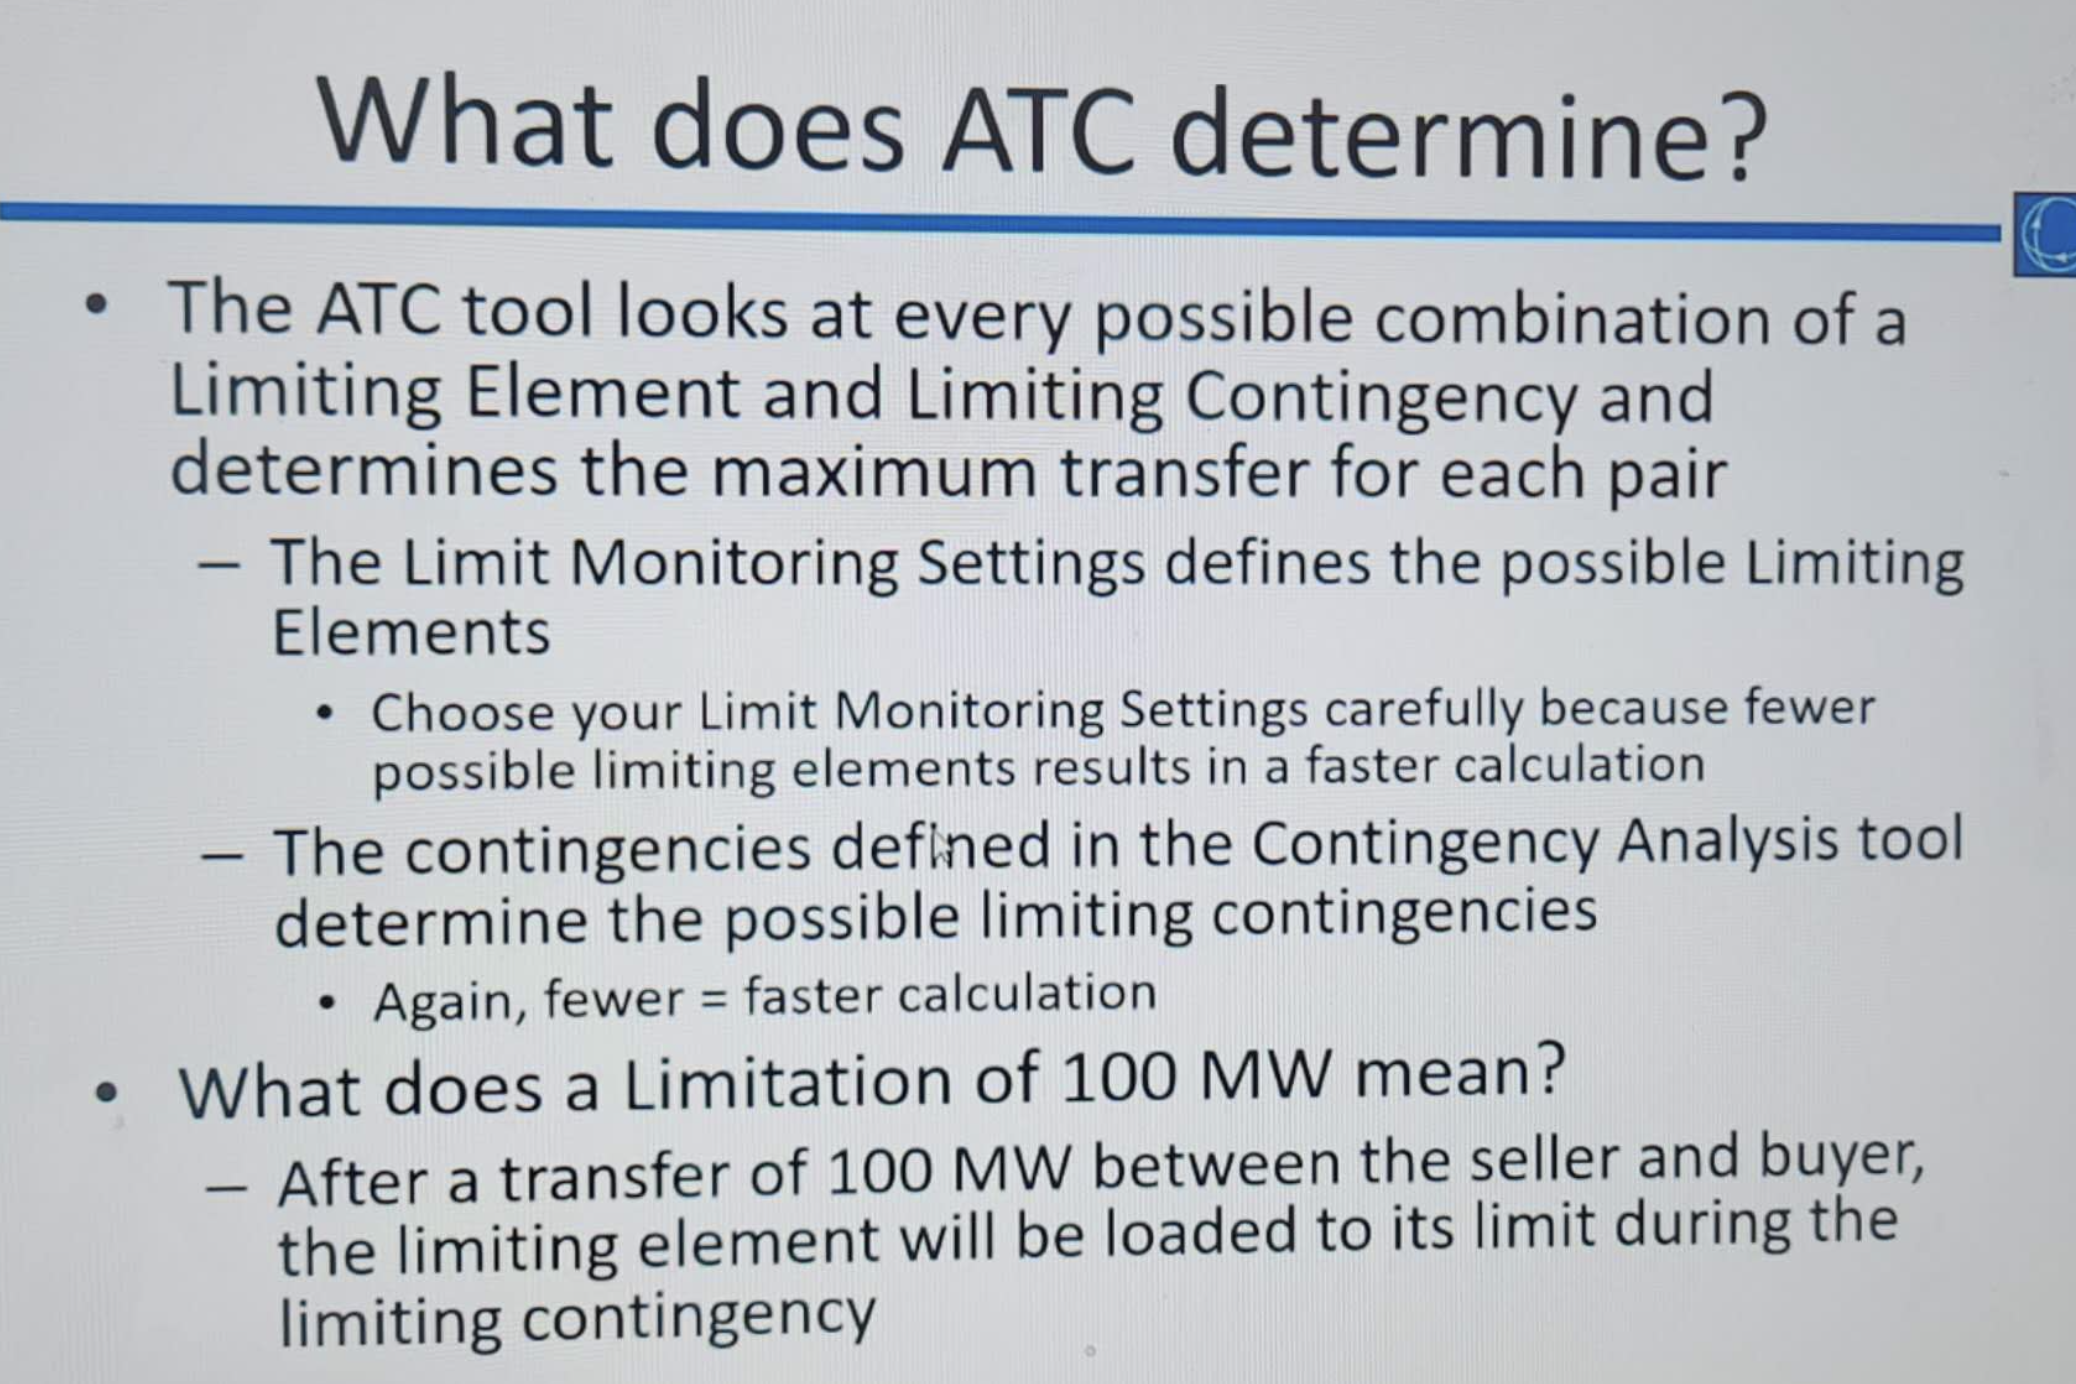 What does ATC determine?
• The ATC tool looks at every possible combination of a
Limiting Element and Limiting Contingency and
determines the maximum transfer for each pair
– The Limit Monitoring Settings defines the possible Limiting
Elements
• Choose your Limit Monitoring Settings carefully because fewer
possible limiting elements results in a faster calculation
– The contingencies defined in the Contingency Analysis tool
determine the possible limiting contingencies
• Again, fewer = faster calculation
• What does a Limitation of 100 MW mean?
– After a transfer of 100 MW between the seller and buyer,
the limiting element will be loaded to its limit during the
limiting contingency